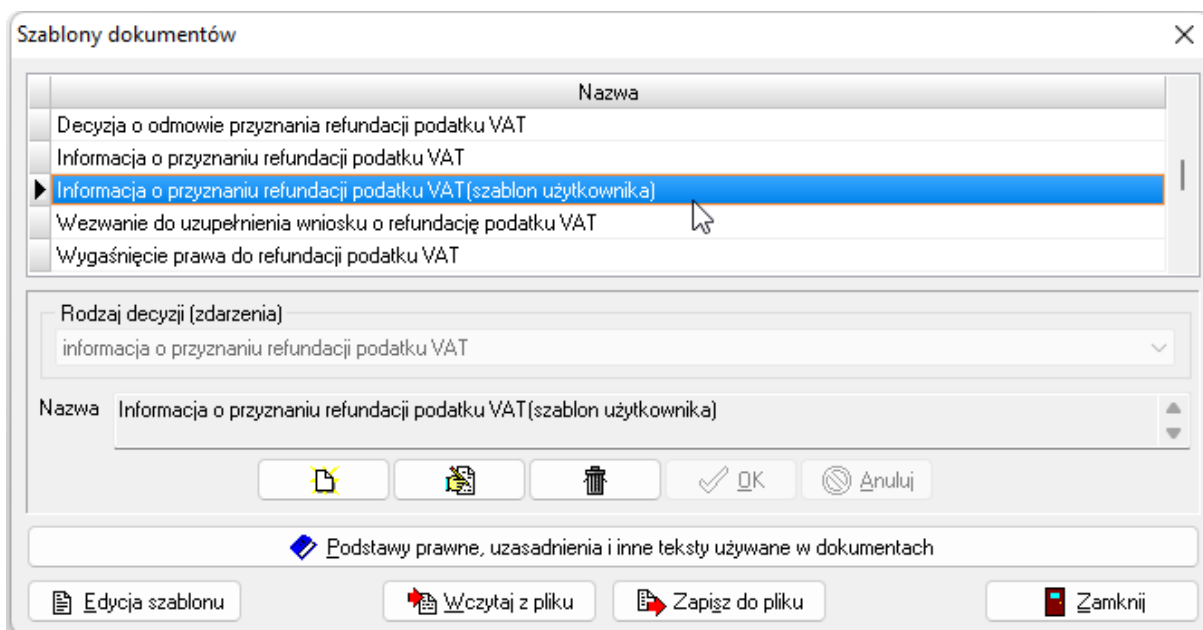 Szablony dokumentów
Nazwa
Decyzja o odmowie przyznania refundacji podatku VAT
Informacja o przyznaniu refundacji podatku VAT
Informacja o przyznaniu refundacji podatku VAT(szablon użytkownika)
Wezwanie do uzupełnienia wniosku o refundację podatku VAT
Wygaśnięcie prawa do refundacji podatku VAT
Rodzaj decyzji (zdarzenia)
informacja o przyznaniu refundacji podatku VAT
Nazwa Informacja o przyznaniu refundacji podatku VAT(szablon użytkownika)
OK Anuluj
Podstawy prawne, uzasadnienia i inne teksty używane w dokumentach
Edycja szablonu Wczytaj z pliku Zapisz do pliku Zamknij